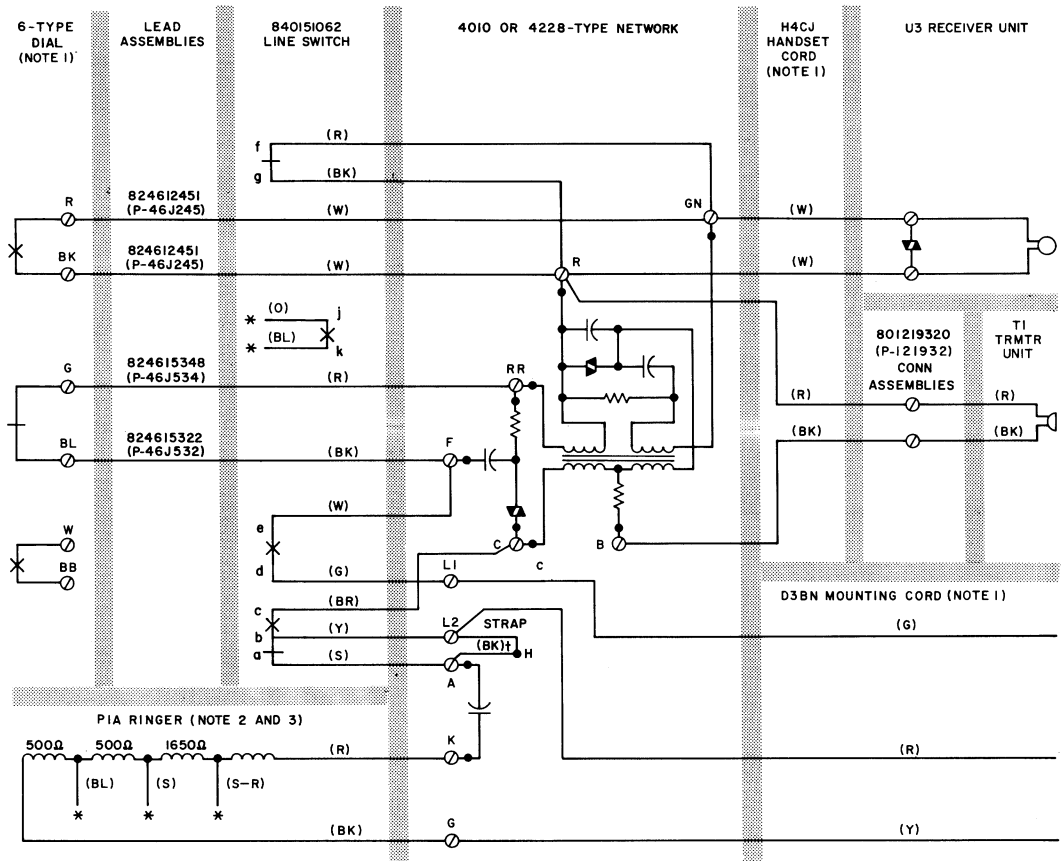 6-TYPE
DIAL
(NOTE 1)
LEAD
ASSEMBLIES
840151062
LINE SWITCH
4010 OR 4228-TYPE NETWORK
H4CJ
HANDSET
CORD
(NOTE 1)
U3 RECEIVER UNIT
f
(R)
g
(BK)
R
824612451
(P-46J245)
(W)
GN
(W)
BK
824612451
(P-46J245)
(W)
R
(W)
* (O) j
* (BL) k
801219320
(P-121932)
CONN
ASSEMBLIES
T1
TRMTR
UNIT
G
824615348
(P-46J534)
(R)
RR
(R)
(R)
BL
824615322
(P-46J532)
(BK)
F
(BK)
(BK)
(W)
e
W
BB
C
C
B
d
(G)
L1
D3BN MOUNTING CORD (NOTE 1)
c
(BR)
(G)
b
(Y)
L2
STRAP
a
(S)
(BK)†
H
A
P1A RINGER (NOTE 2 AND 3)
500Ω
500Ω
1650Ω
(R)
K
(R)
(BL)
(S)
(S-R)
*
*
*
(BK)
G
(Y)